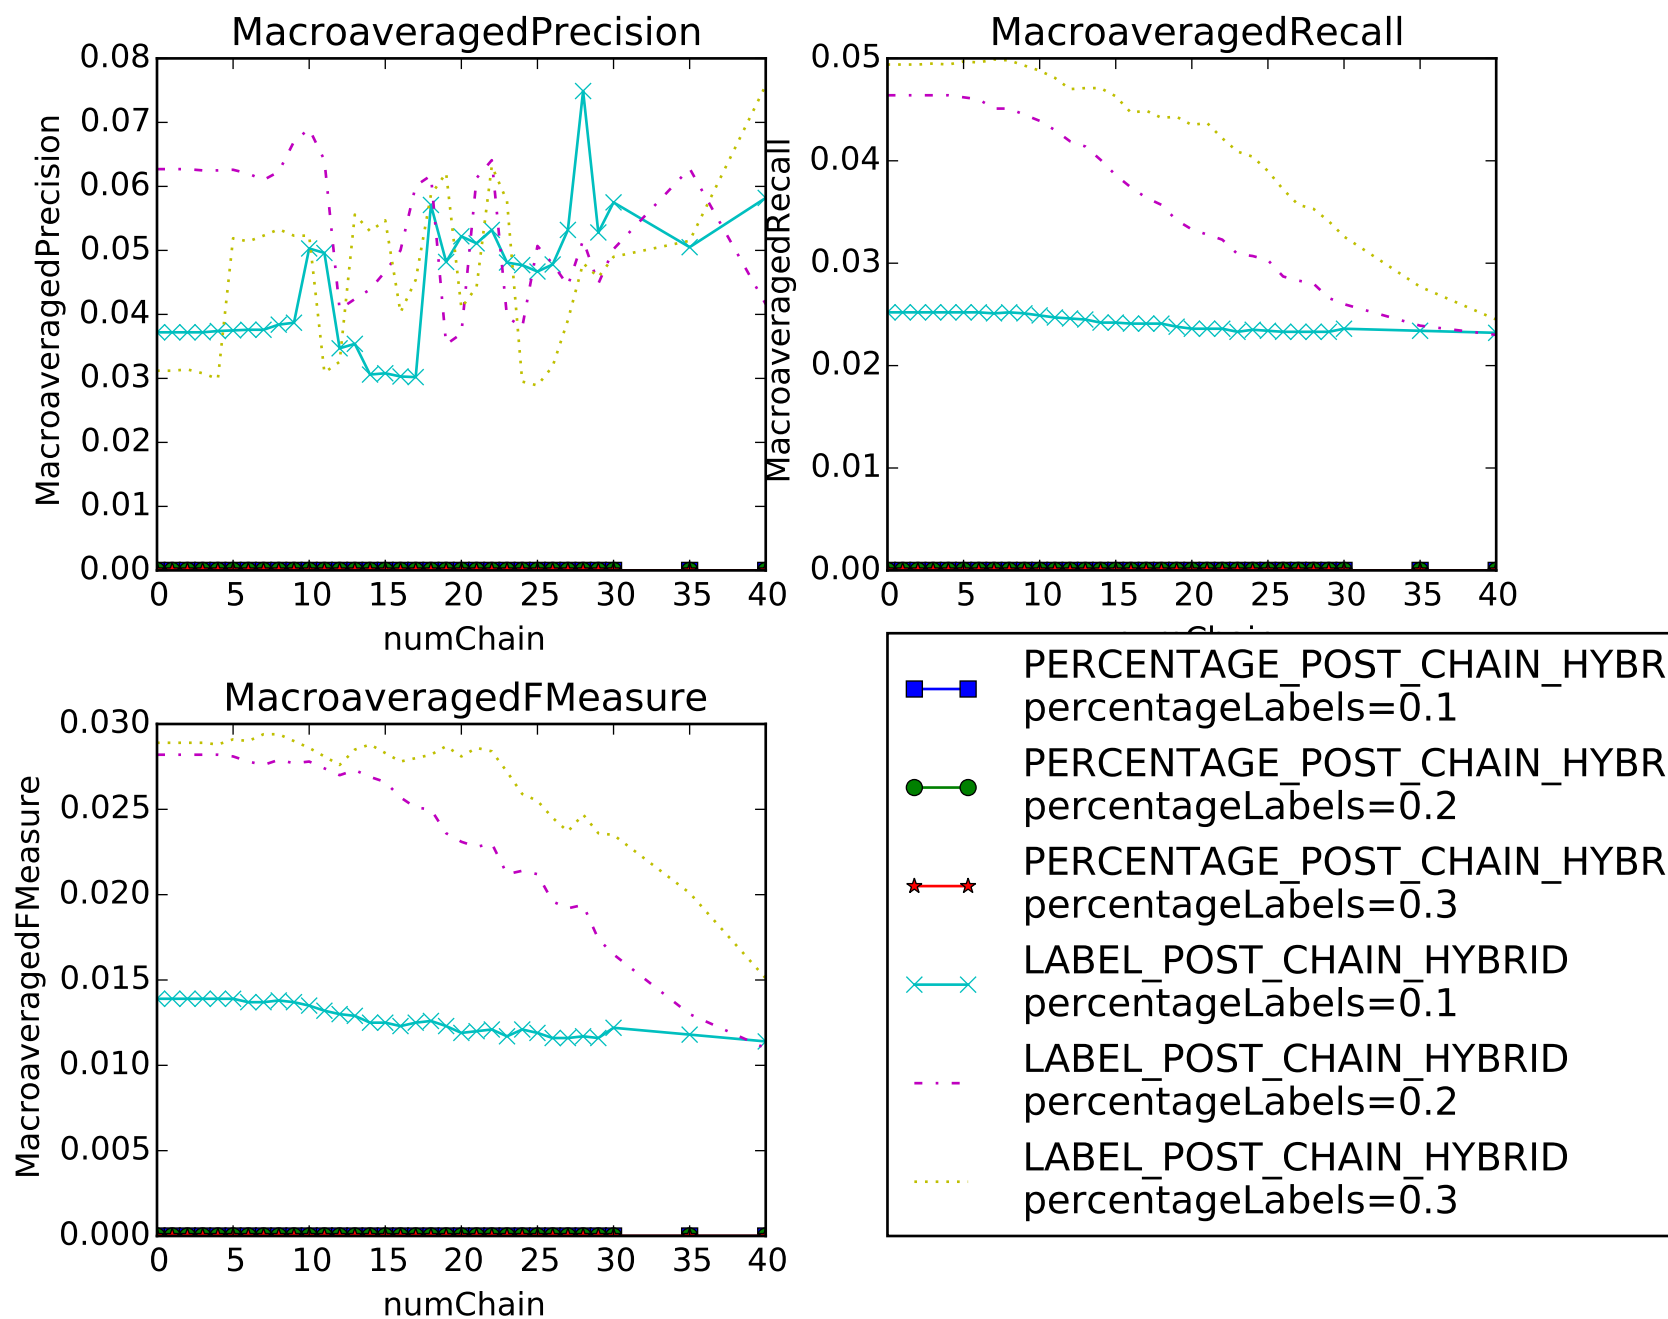 MacroaveragedPrecision
MacroaveragedPrecision
0.08
0.07
0.06
0.05
0.04
0.03
0.02
0.01
0.00
0 5 10 15 20 25 30 35 40
numChain
MacroaveragedRecall
MacroaveragedRecall
0.05
0.04
0.03
0.02
0.01
0.00
0 5 10 15 20 25 30 35 40
numChain
MacroaveragedFMeasure
MacroaveragedFMeasure
0.030
0.025
0.020
0.015
0.010
0.005
0.000
0 5 10 15 20 25 30 35 40
numChain
PERCENTAGE_POST_CHAIN_HYBR
percentageLabels=0.1
PERCENTAGE_POST_CHAIN_HYBR
percentageLabels=0.2
PERCENTAGE_POST_CHAIN_HYBR
percentageLabels=0.3
LABEL_POST_CHAIN_HYBRID
percentageLabels=0.1
LABEL_POST_CHAIN_HYBRID
percentageLabels=0.2
LABEL_POST_CHAIN_HYBRID
percentageLabels=0.3